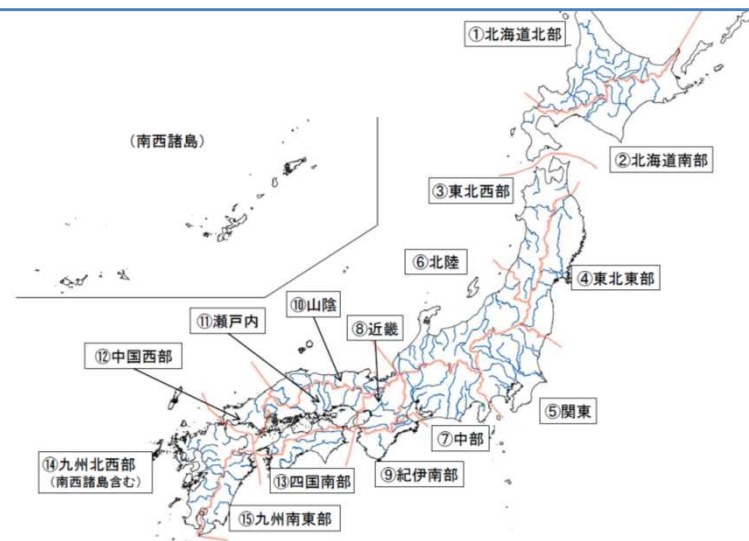 ①北海道北部
（南西諸島）
②北海道南部
③東北西部
⑥北陸
④東北東部
⑩山陰
⑪瀬戸内
⑧近畿
⑫中国西部
⑤関東
⑦中部
⑭九州北西部
（南西諸島含む）
⑬四国南部
⑨紀伊南部
⑮九州南東部